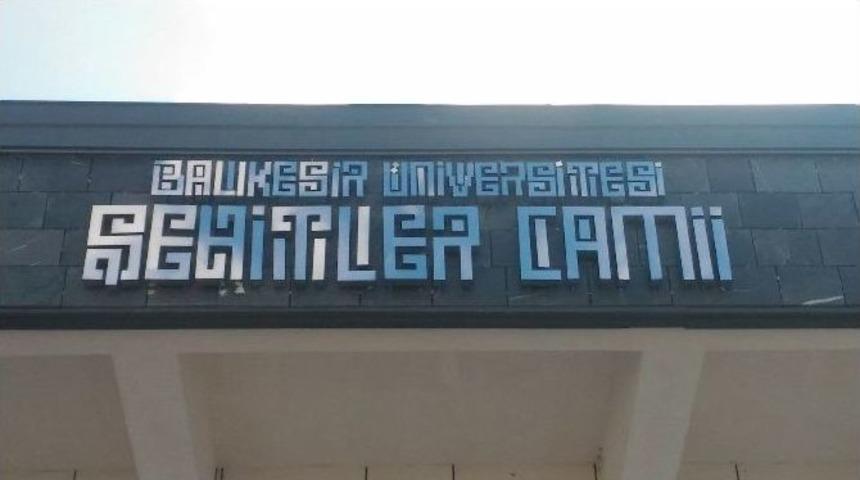 BALIKESİR ÜNİVERSİTESİ
ŞEHİTLER CAMİİ